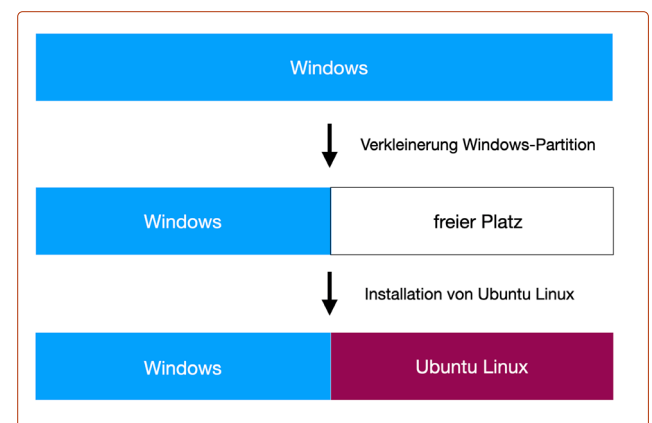 Windows
Verkleinerung Windows-Partition
Windows
freier Platz
Installation von Ubuntu Linux
Windows
Ubuntu Linux